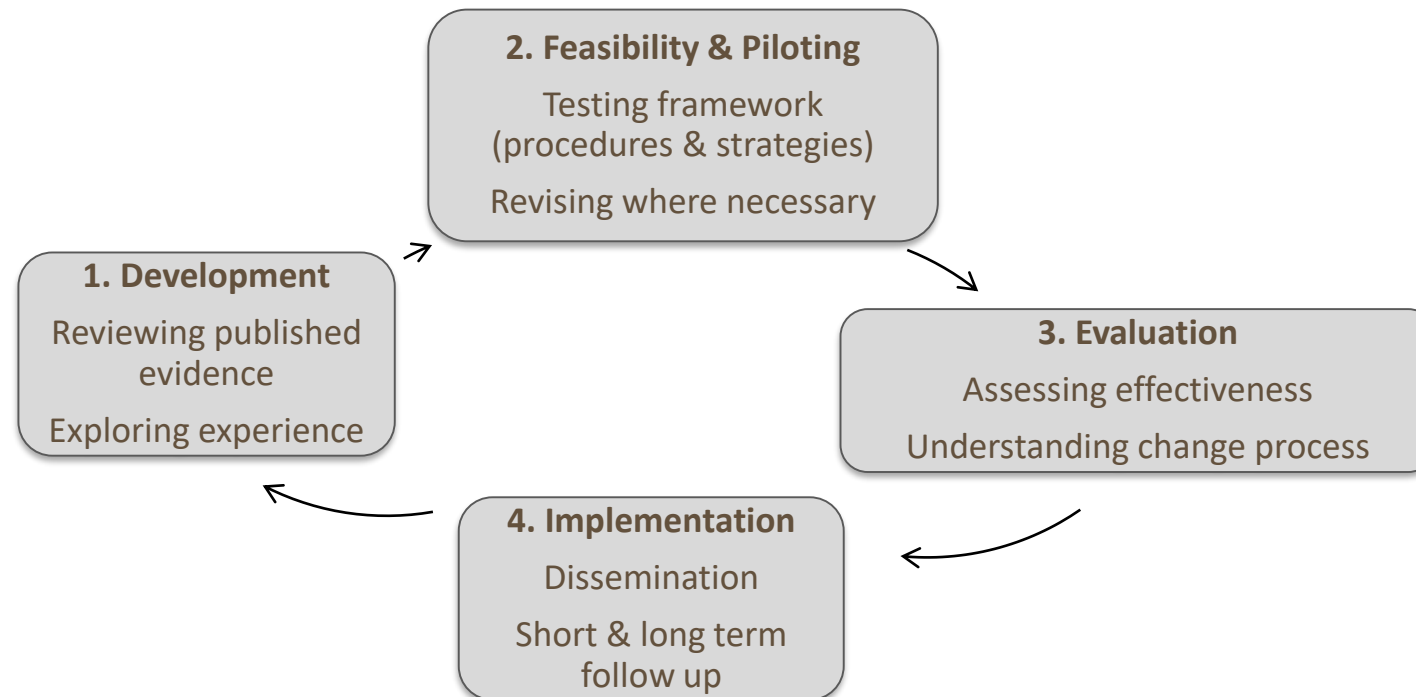 2. Feasibility & Piloting
Testing framework
(procedures & strategies)
Revising where necessary
1. Development
Reviewing published
evidence
Exploring experience
3. Evaluation
Assessing effectiveness
Understanding change process
4. Implementation
Dissemination
Short & long term
follow up